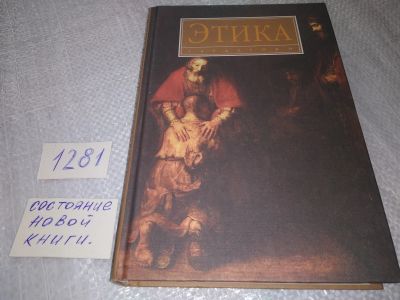 ЭТИКА
1281
состояние
новой
книги.